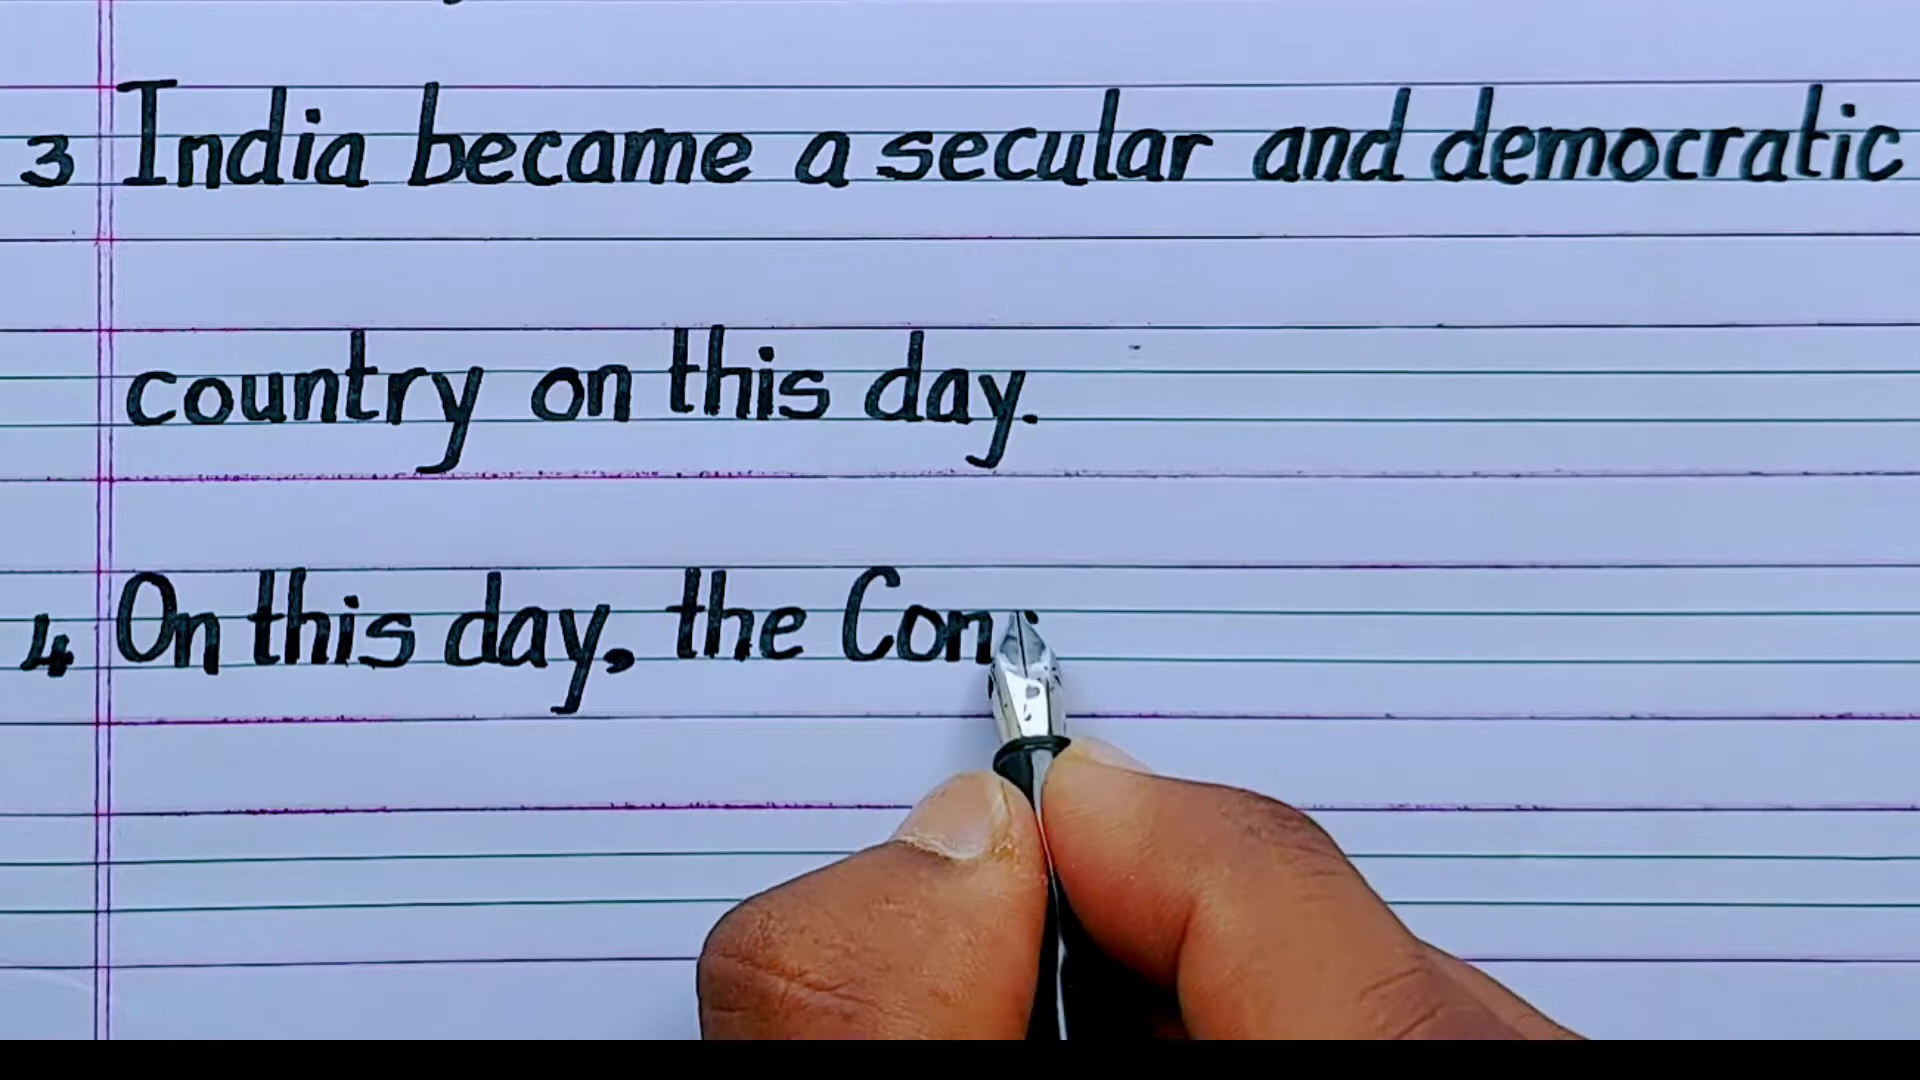 3 India became a secular and democratic
country on this day.
4 On this day, the Con